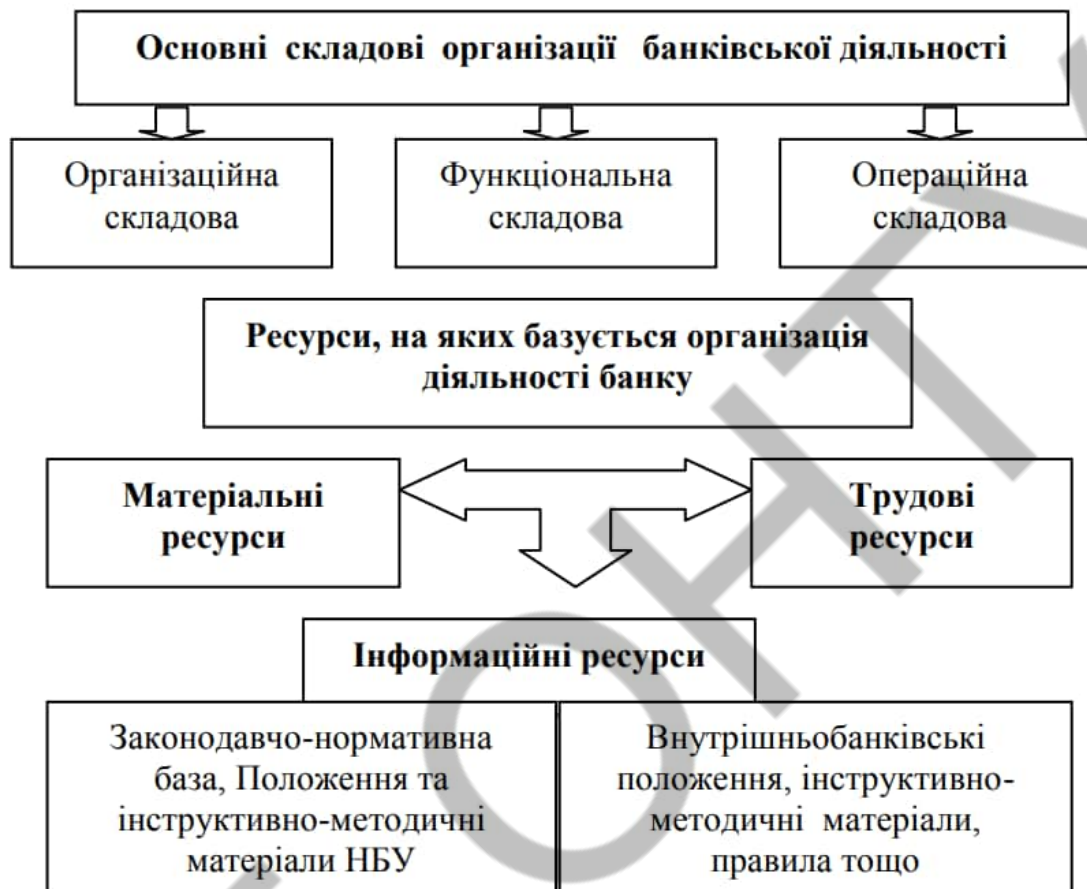 Основні складові організації банківської діяльності
Організаційна
складова
Функціональна
складова
Операційна
складова
Ресурси, на яких базується організація
діяльності банку
Матеріальні
ресурси
Трудові
ресурси
Інформаційні ресурси
Законодавчо-нормативна
база, Положення та
інструктивно-методичні
матеріали НБУ
Внутрішньобанківські
положення, інструктивно-
методичні матеріали,
правила тощо
ОНТУ